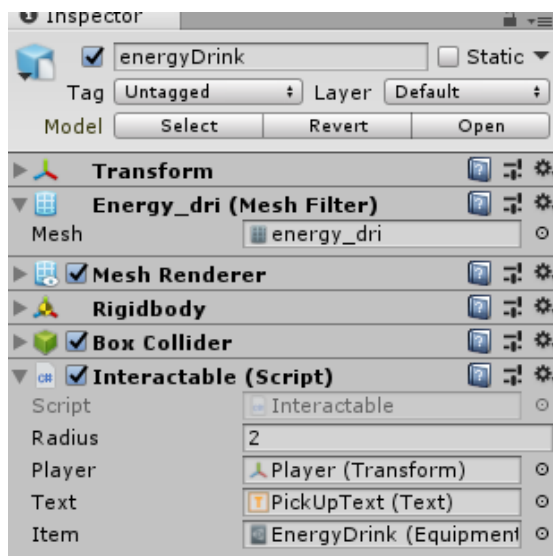 Inspector
energyDrink Static
Tag Untagged Layer Default
Model Select Revert Open
Transform
Energy_dri (Mesh Filter)
Mesh energy_dri
Mesh Renderer
Rigidbody
Box Collider
Interactable (Script)
Script Interactable
Radius 2
Player Player (Transform)
Text PickUpText (Text)
Item EnergyDrink (Equipment